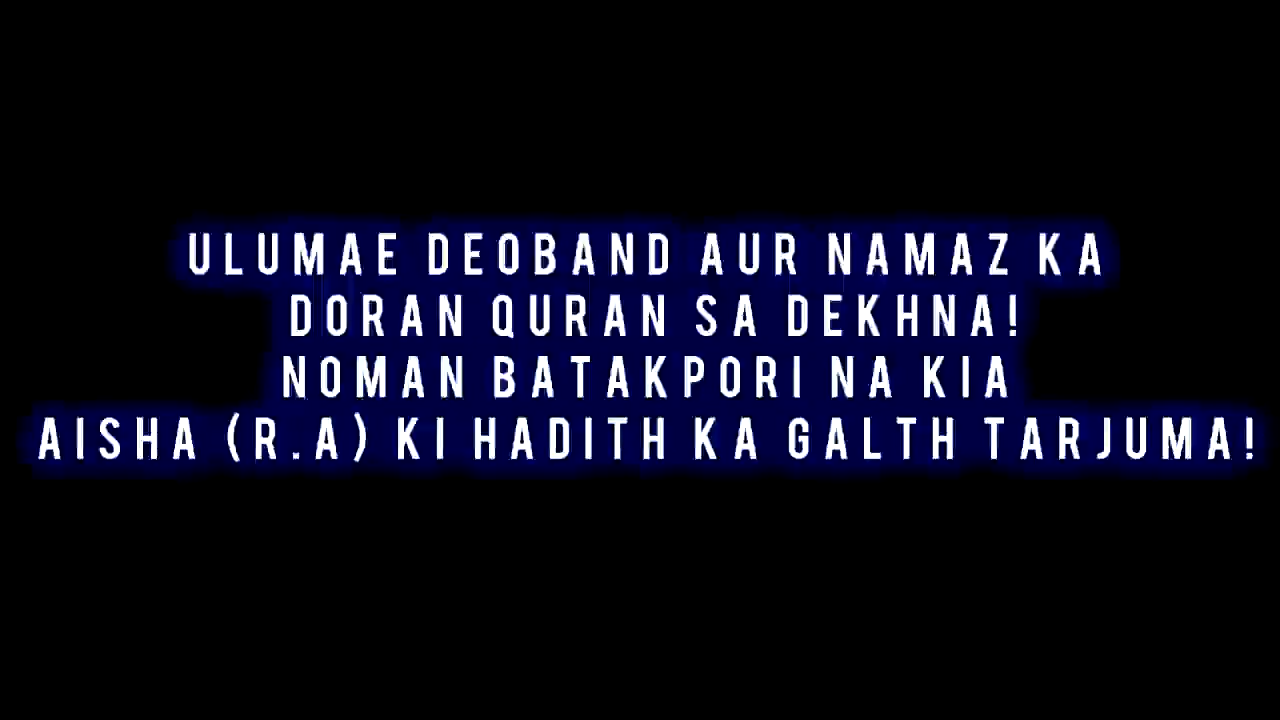 ULUMAE DEOBAND AUR NAMAZ KA
DORAN QURAN SA DEKHNA!
NOMAN BATAKPORI NA KIA
AISHA (R.A) KI HADITH KA GALTH TARJUMA!